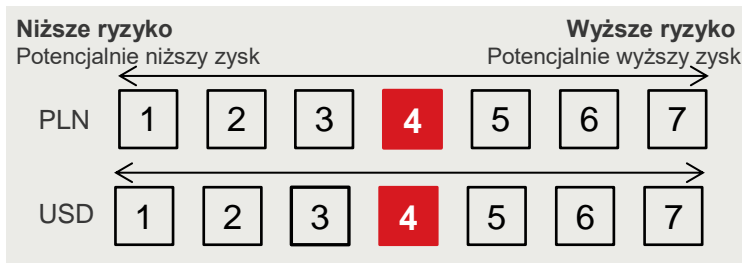 Niższe ryzyko Wyższe ryzyko
Potencjalnie niższy zysk Potencjalnie wyższy zysk
PLN 1 2 3 4 5 6 7
USD 1 2 3 4 5 6 7